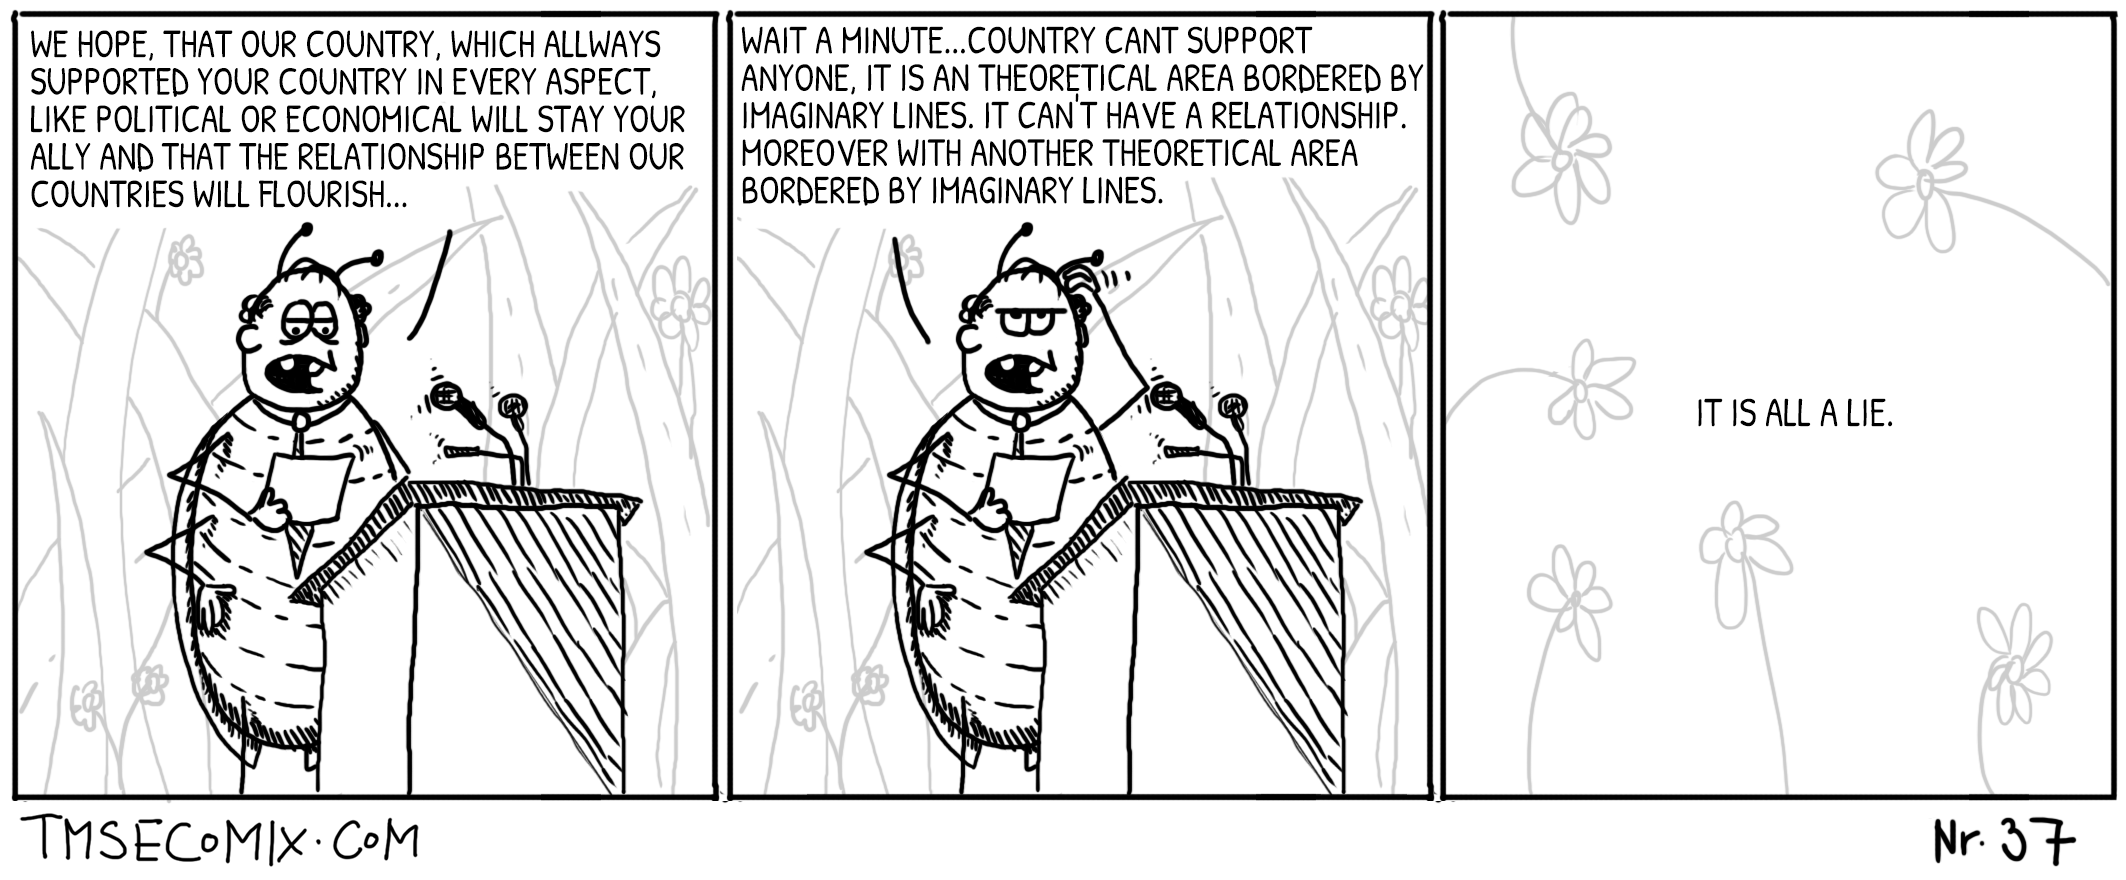 WE HOPE, THAT OUR COUNTRY, WHICH ALLWAYS
SUPPORTED YOUR COUNTRY IN EVERY ASPECT,
LIKE POLITICAL OR ECONOMICAL WILL STAY YOUR
ALLY AND THAT THE RELATIONSHIP BETWEEN OUR
COUNTRIES WILL FLOURISH...
WAIT A MINUTE...COUNTRY CANT SUPPORT
ANYONE, IT IS AN THEORETICAL AREA BORDERED BY
IMAGINARY LINES. IT CAN'T HAVE A RELATIONSHIP.
MOREOVER WITH ANOTHER THEORETICAL AREA
BORDERED BY IMAGINARY LINES.
IT IS ALL A LIE.
TMSECOMIX.COM
Nr. 37